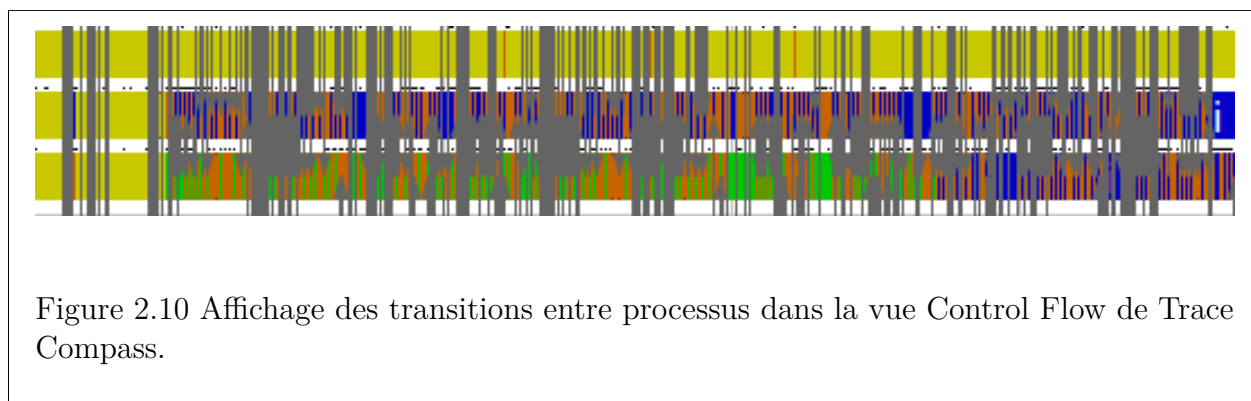 i
Figure 2.10 Affichage des transitions entre processus dans la vue Control Flow de Trace
Compass.